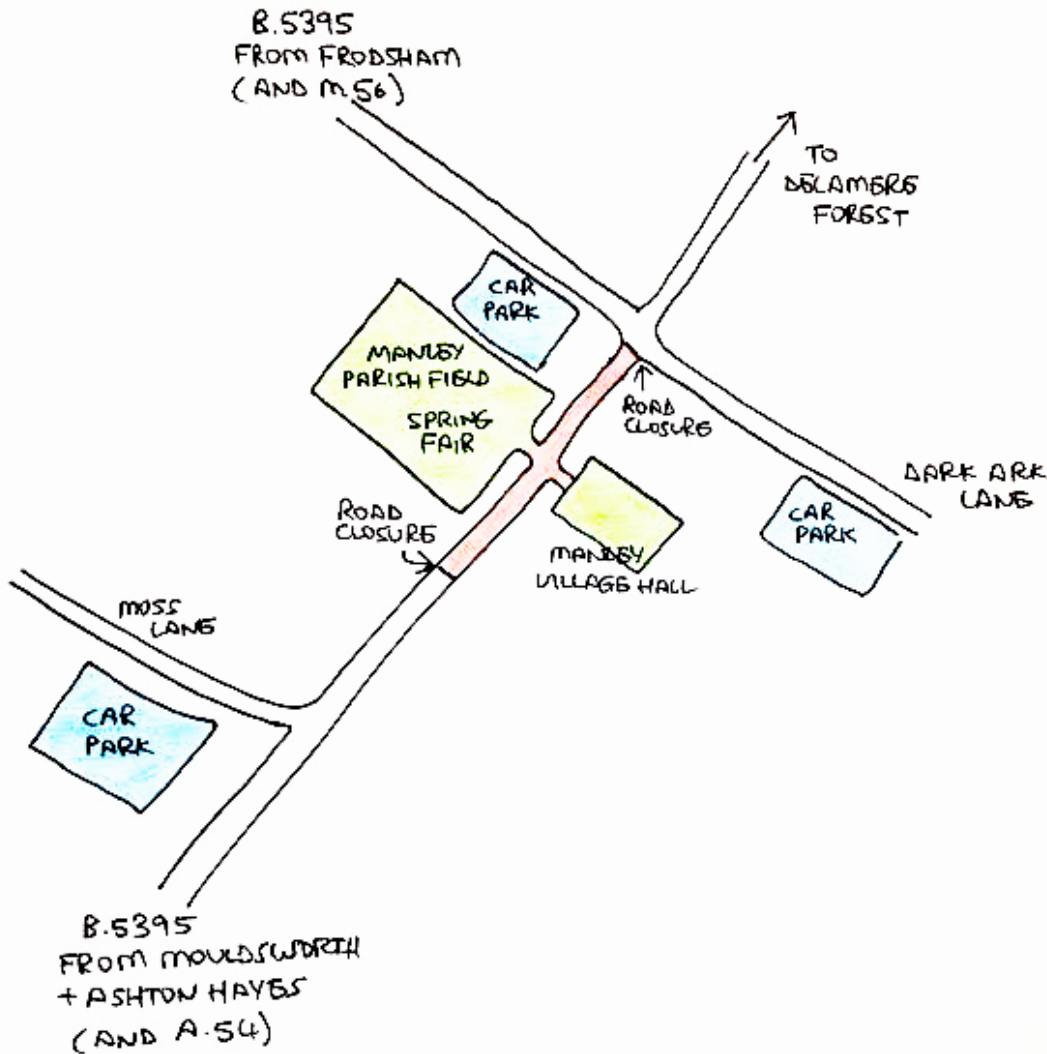 B.5395
FROM FRODSHAM
(AND M.56)
TO
DELAMERE
FOREST
CAR
PARK
MANLEY
PARISH FIELD
SPRING
FAIR
ROAD
CLOSURE
DARK ARK
LANE
CAR
PARK
ROAD
CLOSURE
MANLEY
VILLAGE HALL
MOSS
LANE
CAR
PARK
B.5395
FROM MOULDSWORTH
+ ASHTON HAYES
(AND A.54)